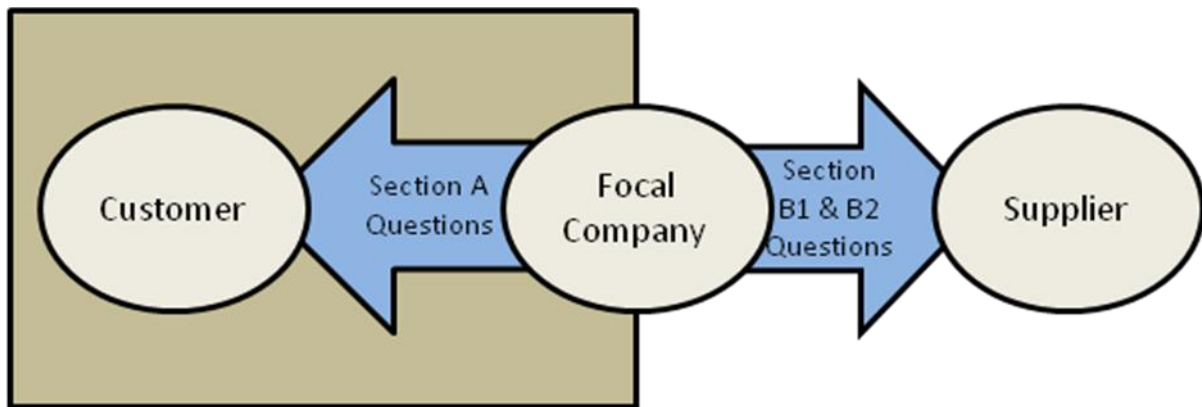 Customer
Section A
Questions
Focal
Company
Section
B1 & B2
Questions
Supplier